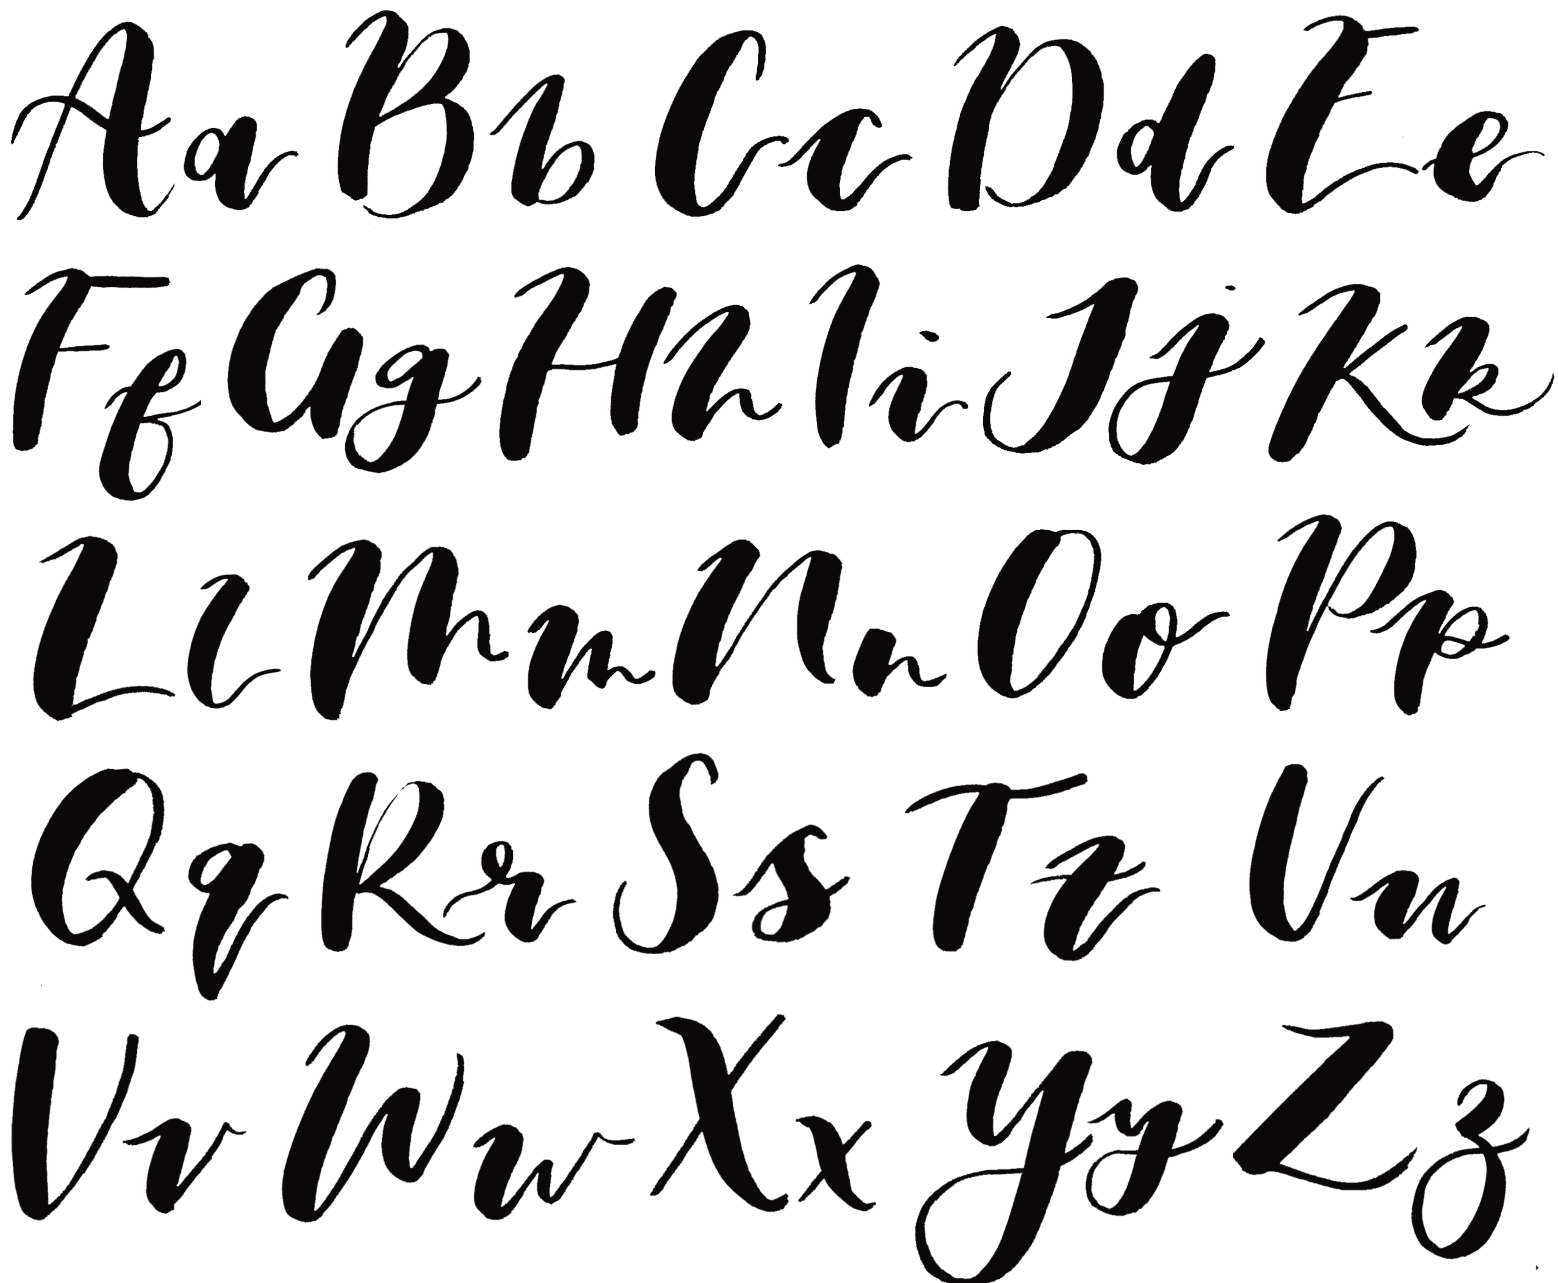 Aa Bb Cc Dd Ee
Ff Gg Hh Ii Jj Kk
Ll Mm Nn Oo Pp
Qq Rr Ss Tt Uu
Vv Ww Xx Yy Zz